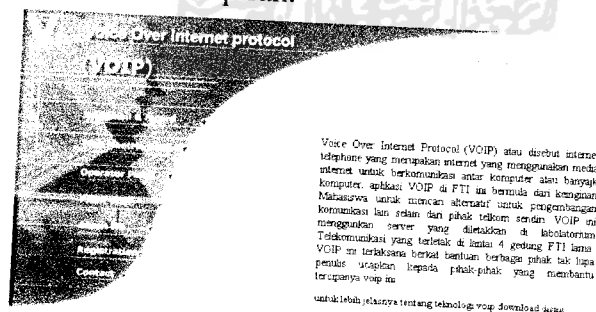 Voice Over Internet protocol
(VOIP)
Voice Over Internet Protocol (VOIP) atau disebut interne
telephone yang merupakan internet yang menggunakan media
internet untuk berkomunikasi antar komputer atau banyak
komputer. aplikasi VOIP di FTI ini bermula dari keinginan
Mahasiswa untuk mencari alternatif untuk pengembangan
komunikasi lain selain dari pihak telkom sendiri VOIP ini
menggunkan server yang diletakkan di labolatorium
Telekomunikasi yang terletak di lantai 4 gedung FTI lama
VOIP ini terlaksana berkat bantuan berbagai pihak tak lupa
penulis ucapkan kepada pihak-pihak yang membantu
tercipanya voip ini
untuk lebih jelasnya tentang teknologi voip download disini